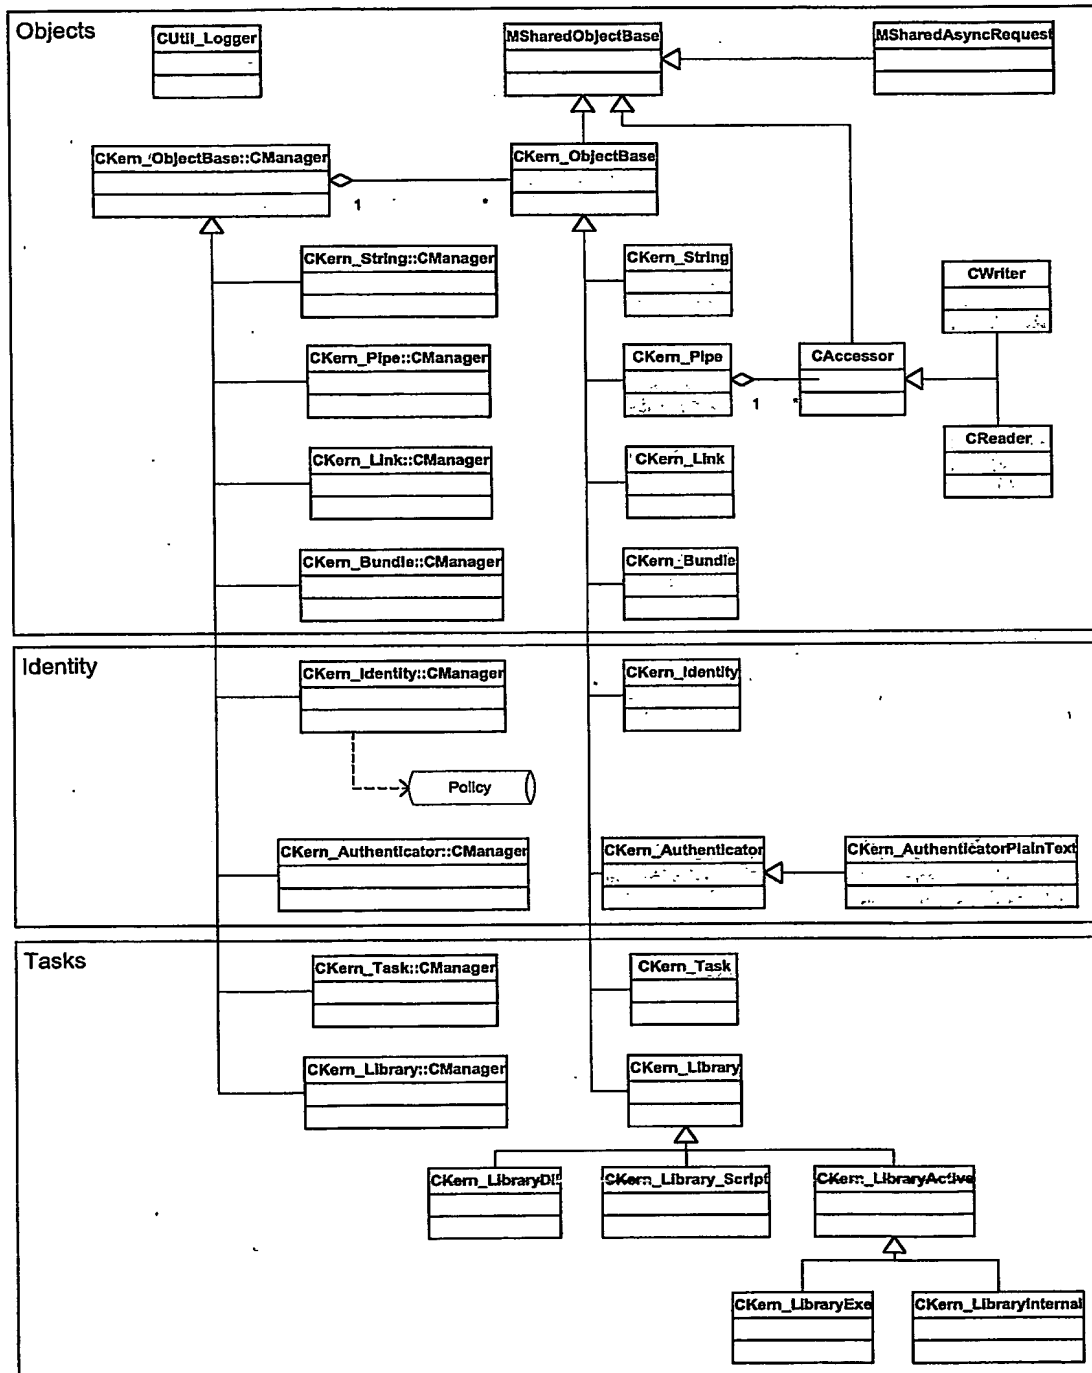 Objects
CUtil_Logger
MSharedObjectBase
MSharedAsyncRequest
CKern_ObjectBase::CManager
CKern_ObjectBase
1
*
CKern_String::CManager
CKern_String
CWriter
CKern_Pipe::CManager
CKern_Pipe
CAccessor
1
*
CReader
CKern_Link::CManager
CKern_Link
CKern_Bundle::CManager
CKern_Bundle
Identity
CKern_Identity::CManager
CKern_Identity
Policy
CKern_Authenticator::CManager
CKern_Authenticator
CKern_AuthenticatorPlainText
Tasks
CKern_Task::CManager
CKern_Task
CKern_Library::CManager
CKern_Library
CKern_LibraryDll
CKern_Library_Script
CKern_LibraryActive
CKern_LibraryExe
CKern_LibraryInternal